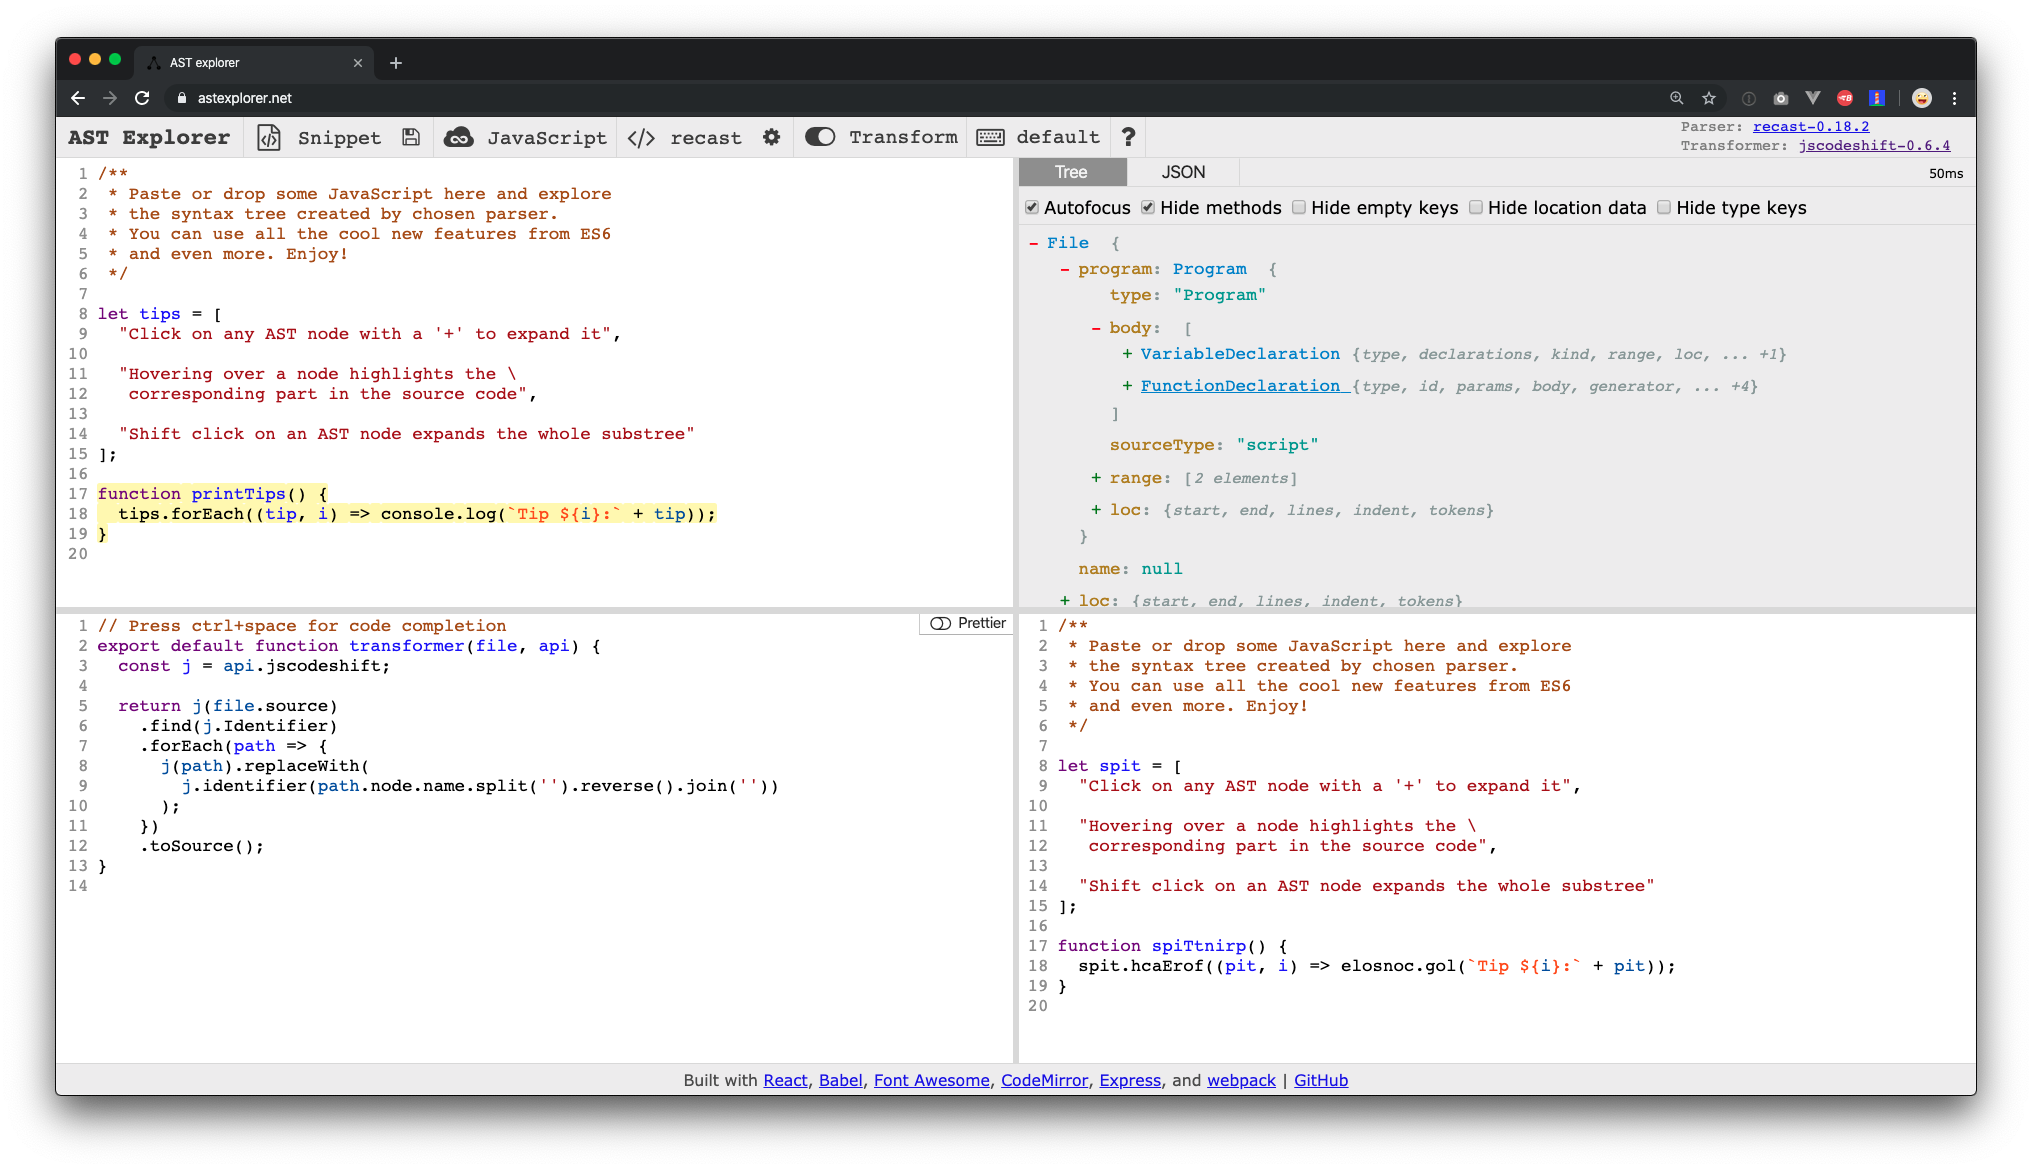 AST explorer
astexplorer.net
AST Explorer Snippet JavaScript </> recast Transform default ?
Parser: recast-0.18.2
Transformer: jscodeshift-0.6.4
1 /**
2  * Paste or drop some JavaScript here and explore
3  * the syntax tree created by chosen parser.
4  * You can use all the cool new features from ES6
5  * and even more. Enjoy!
6  */
7
8 let tips = [
9   "Click on any AST node with a '+' to expand it",
10
11   "Hovering over a node highlights the \
12    corresponding part in the source code",
13
14   "Shift click on an AST node expands the whole substree"
15 ];
16
17 function printTips() {
18   tips.forEach((tip, i) => console.log(`Tip ${i}:` + tip));
19 }
20
Tree JSON 50ms
Autofocus Hide methods Hide empty keys Hide location data Hide type keys
- File {
- program: Program {
type: "Program"
- body: [
+ VariableDeclaration {type, declarations, kind, range, loc, ... +1}
+ FunctionDeclaration {type, id, params, body, generator, ... +4}
]
sourceType: "script"
+ range: [2 elements]
+ loc: {start, end, lines, indent, tokens}
}
name: null
+ loc: {start, end, lines, indent, tokens}
Prettier
1 // Press ctrl+space for code completion
2 export default function transformer(file, api) {
3   const j = api.jscodeshift;
4
5   return j(file.source)
6     .find(j.Identifier)
7     .forEach(path => {
8       j(path).replaceWith(
9         j.identifier(path.node.name.split('').reverse().join(''))
10       );
11     })
12     .toSource();
13 }
14
1 /**
2  * Paste or drop some JavaScript here and explore
3  * the syntax tree created by chosen parser.
4  * You can use all the cool new features from ES6
5  * and even more. Enjoy!
6  */
7
8 let spit = [
9   "Click on any AST node with a '+' to expand it",
10
11   "Hovering over a node highlights the \
12    corresponding part in the source code",
13
14   "Shift click on an AST node expands the whole substree"
15 ];
16
17 function spiTtnirp() {
18   spit.hcaErof((pit, i) => elosnoc.gol(`Tip ${i}:` + pit));
19 }
20
Built with React, Babel, Font Awesome, CodeMirror, Express, and webpack | GitHub